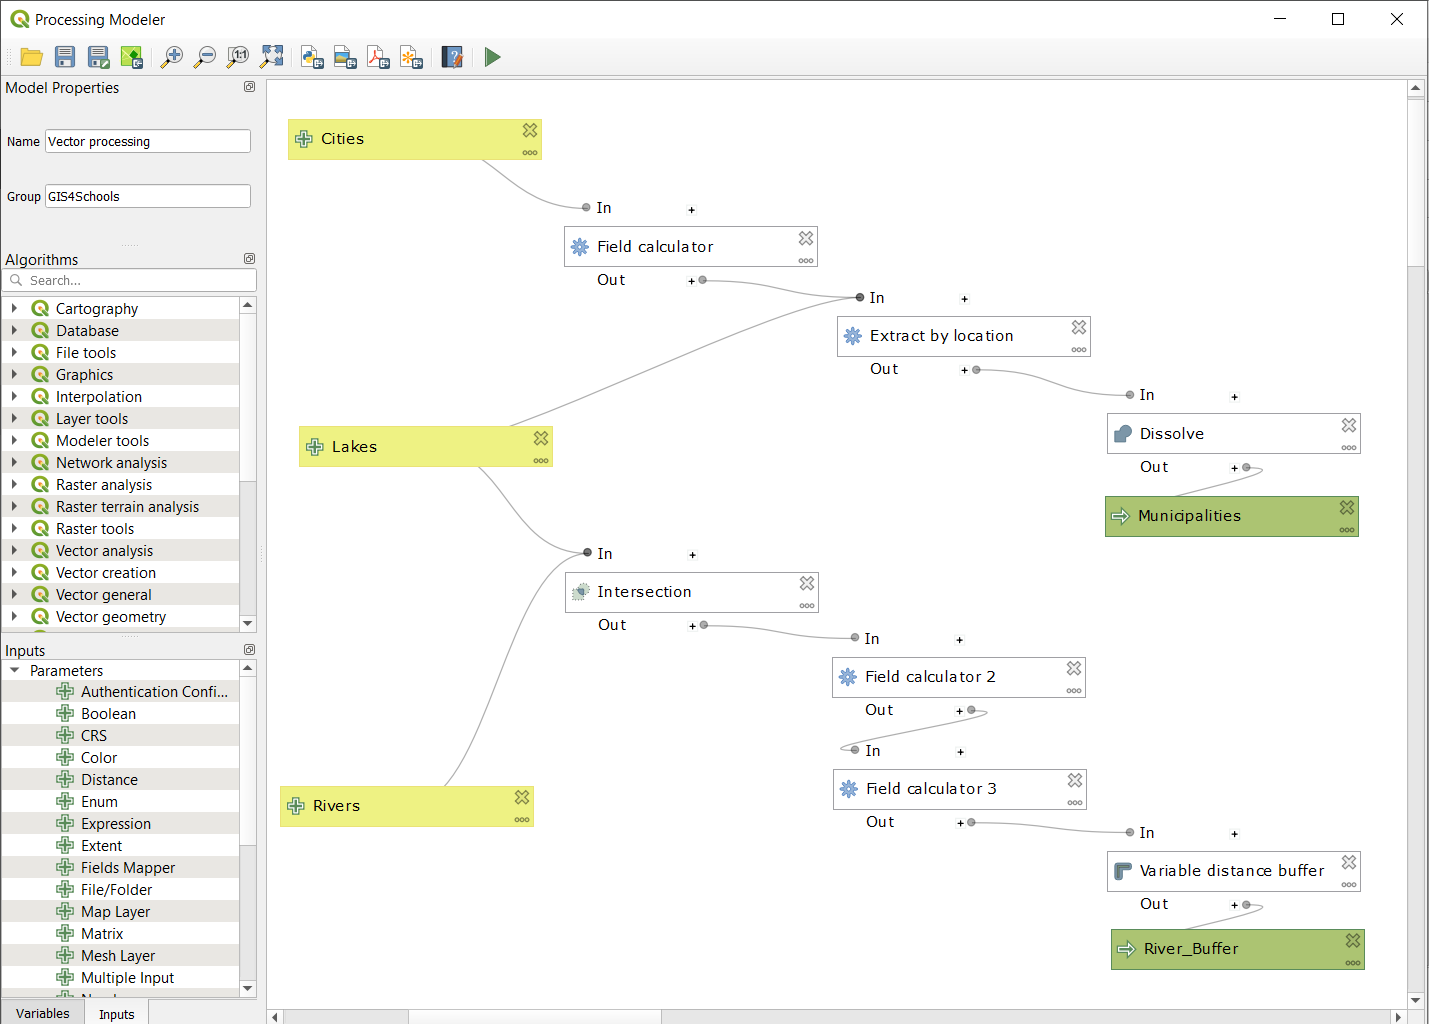 Processing Modeler
1:1
Model Properties
Name Vector processing
Group GIS4Schools
Algorithms
Search...
Cartography
Database
File tools
Graphics
Interpolation
Layer tools
Modeler tools
Network analysis
Raster analysis
Raster terrain analysis
Raster tools
Vector analysis
Vector creation
Vector general
Vector geometry
Inputs
Parameters
Authentication Confi...
Boolean
CRS
Color
Distance
Enum
Expression
Extent
Fields Mapper
File/Folder
Map Layer
Matrix
Mesh Layer
Multiple Input
Variables
Inputs
Cities
In
Field calculator
Out
In
Extract by location
Out
In
Dissolve
Out
Municipalities
Lakes
In
Intersection
Out
In
Field calculator 2
Out
In
Field calculator 3
Out
Rivers
In
Variable distance buffer
Out
River_Buffer